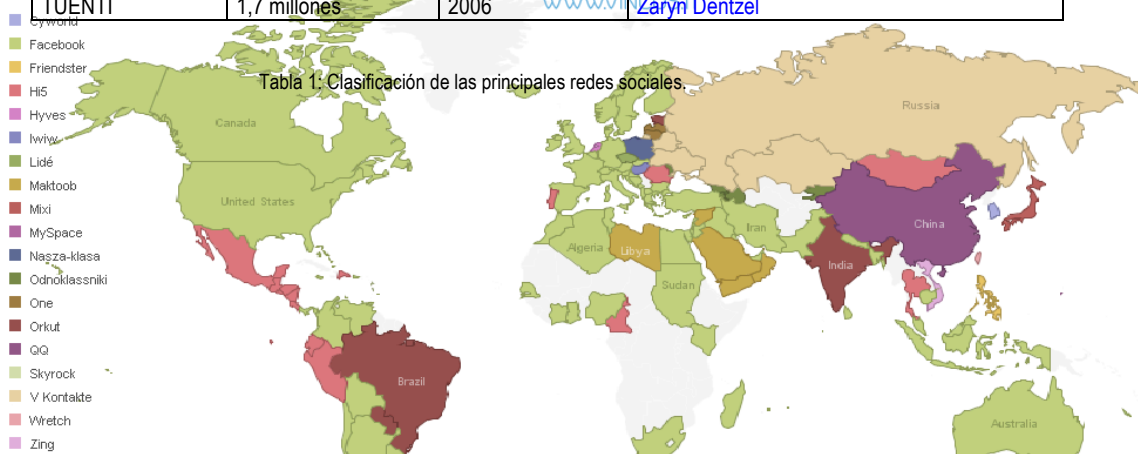 TUENTI 1,7 millones 2006 Zaryn Dentzel
Cyworld
Facebook
Friendster
Hi5
Hyves
Iwiw
Lidé
Maktoob
Mixi
MySpace
Nasza-klasa
Odnoklassniki
One
Orkut
QQ
Skyrock
V Kontakte
Wretch
Zing
Tabla 1: Clasificación de las principales redes sociales.
Canada
Russia
United States
China
Iran
Algeria
Libya
India
Sudan
Brazil
Australia